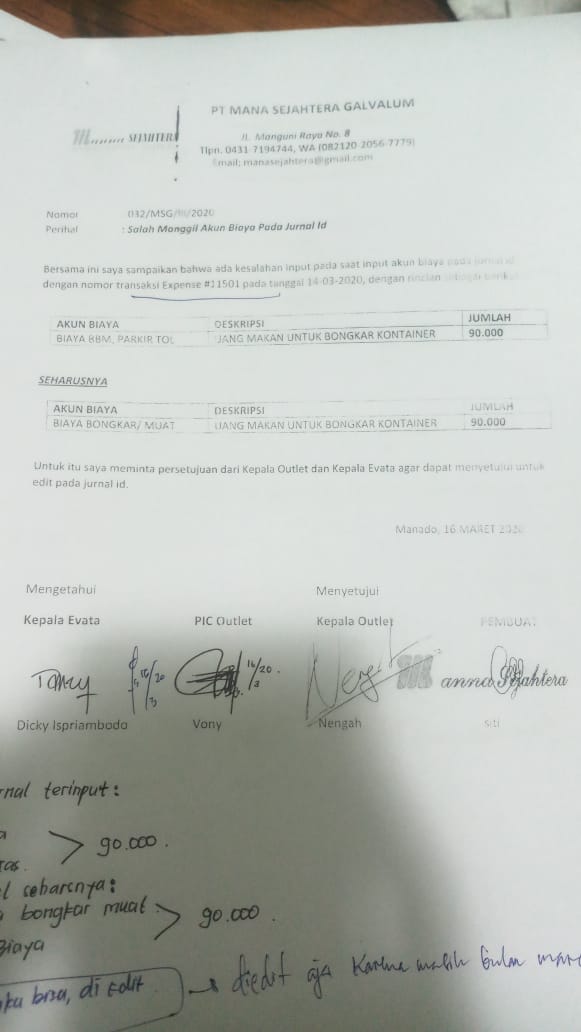 PT MANA SEJAHTERA GALVALUM
SEJAHTERA
Jl. Manguni Raya No. 8
Tlpn. 0431-7194744, WA (082120-2056-7779)
Email; manasejahtera@gmail.com
Nomor 032/MSG/III/2020
Perihal : Salah Manggil Akun Biaya Pada Jurnal Id
Bersama ini saya sampaikan bahwa ada kesalahan input pada saat input akun biaya pada jurnal id
dengan nomor transaksi Expense #11501 pada tanggal 14-03-2020, dengan rincian sebagai berikut
AKUN BIAYA DESKRIPSI JUMLAH
BIAYA BBM, PARKIR TOL UANG MAKAN UNTUK BONGKAR KONTAINER 90.000
SEHARUSNYA
AKUN BIAYA DESKRIPSI JUMLAH
BIAYA BONGKAR/ MUAT UANG MAKAN UNTUK BONGKAR KONTAINER 90.000
Untuk itu saya meminta persetujuan dari Kepala Outlet dan Kepala Evata agar dapat menyetujui untuk
edit pada jurnal id.
Manado, 16 MARET 2020
Mengetahui Menyetujui
Kepala Evata PIC Outlet Kepala Outlet PEMBUAT
16/20 3 16/20 3 anna Sejahtera
Dicky Ispriambodo Vony Nengah siti
rnal terinput :
a
tas > 90.000.
l seharsnya :
bongkar muat > 90.000.
Biaya
bisa, di Edit → diedit aja karena masih bulan mare